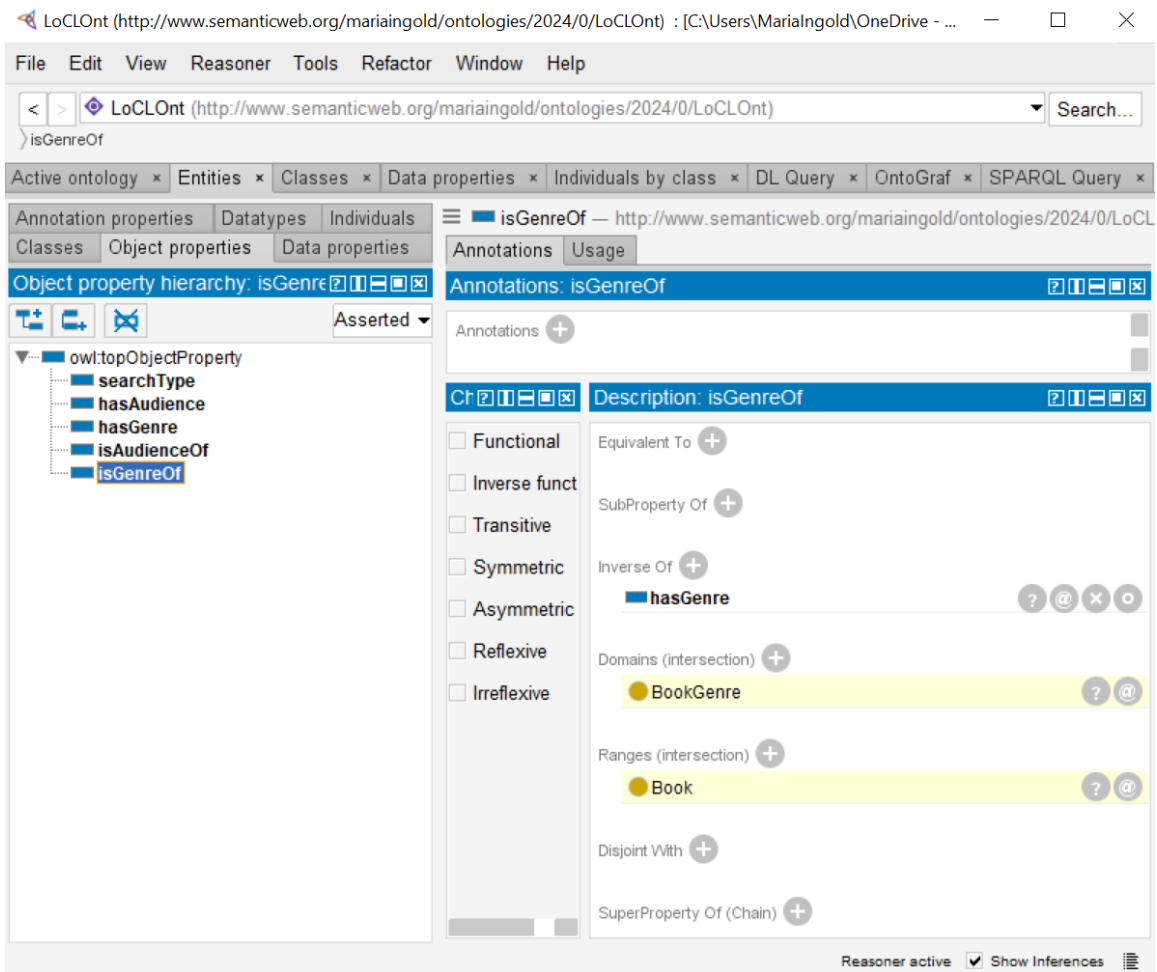 LoCLOnt (http://www.semanticweb.org/mariaingold/ontologies/2024/0/LoCLOnt) : [C:\Users\MariaIngold\OneDrive - ...
File Edit View Reasoner Tools Refactor Window Help
< > LoCLOnt (http://www.semanticweb.org/mariaingold/ontologies/2024/0/LoCLOnt) Search...
isGenreOf
Active ontology × Entities × Classes × Data properties × Individuals by class × DL Query × OntoGraf × SPARQL Query ×
Annotation properties Datatypes Individuals
Classes Object properties Data properties
Object property hierarchy: isGenre
Asserted
owl:topObjectProperty
searchType
hasAudience
hasGenre
isAudienceOf
isGenreOf
isGenreOf — http://www.semanticweb.org/mariaingold/ontologies/2024/0/LoCL
Annotations Usage
Annotations: isGenreOf
Annotations
Ch
Functional
Inverse funct
Transitive
Symmetric
Asymmetric
Reflexive
Irreflexive
Description: isGenreOf
Equivalent To
SubProperty Of
Inverse Of
hasGenre
Domains (intersection)
BookGenre
Ranges (intersection)
Book
Disjoint With
SuperProperty Of (Chain)
Reasoner active Show Inferences